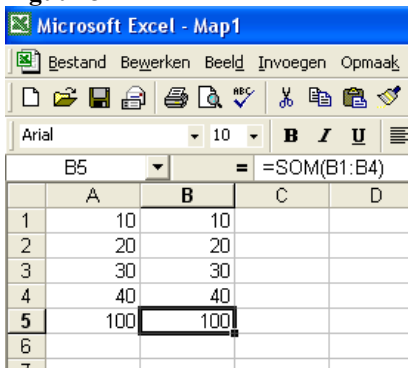 Microsoft Excel - Map1
Bestand Bewerken Beeld Invoegen Opmaak
ABC
Arial 10 B I U
B5 = =SOM(B1:B4)
A B C D
1 10 10
2 20 20
3 30 30
4 40 40
5 100 100
6